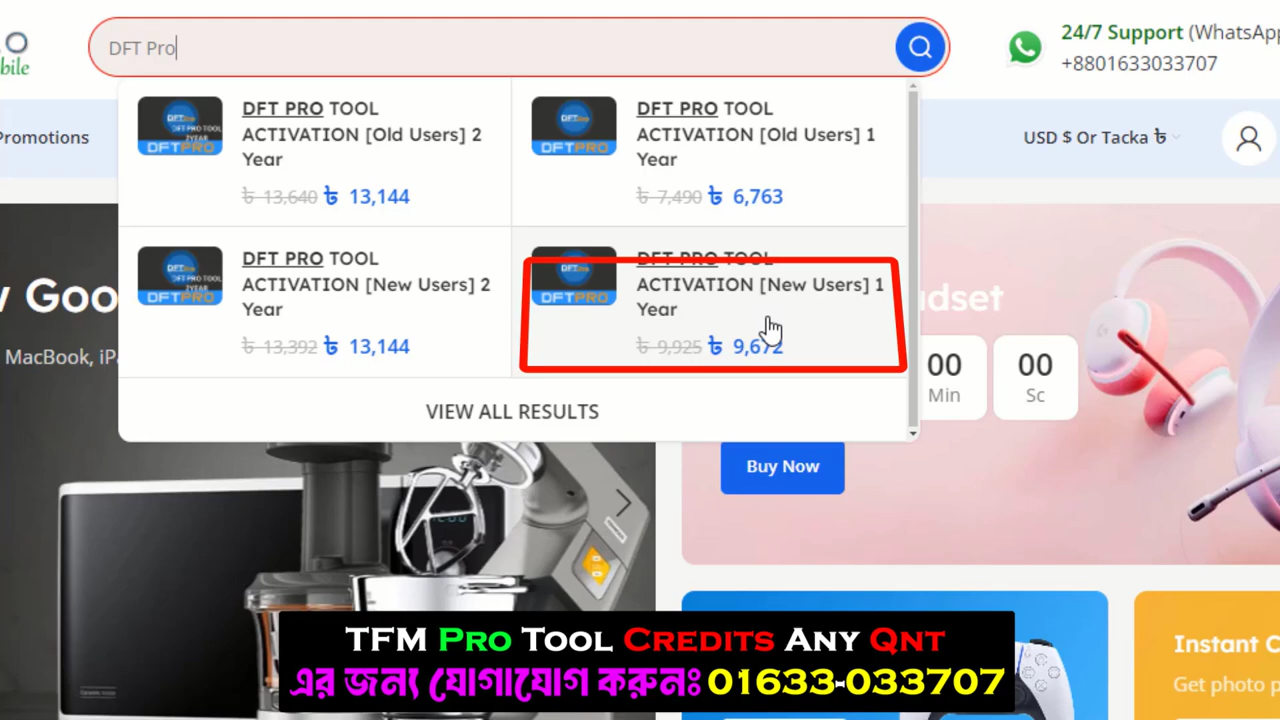 O
bile
DFT Pro
24/7 Support (WhatsApp
+8801633033707
Promotions
USD $ Or Tacka ৳
DFT PRO TOOL
ACTIVATION [Old Users] 2
Year
৳ 13,640 ৳ 13,144
DFT PRO TOOL
ACTIVATION [Old Users] 1
Year
৳ 7,490 ৳ 6,763
DFT PRO TOOL
ACTIVATION [New Users] 2
Year
৳ 13,392 ৳ 13,144
DFT PRO TOOL
ACTIVATION [New Users] 1
Year
৳ 9,925 ৳ 9,672
VIEW ALL RESULTS
w Goo
MacBook, iPa
adset
00
Min
00
Sc
Buy Now
Instant C
Get photo p
TFM Pro Tool Credits Any Qnt
এর জন্য যোগাযোগ করুনঃ 01633-033707